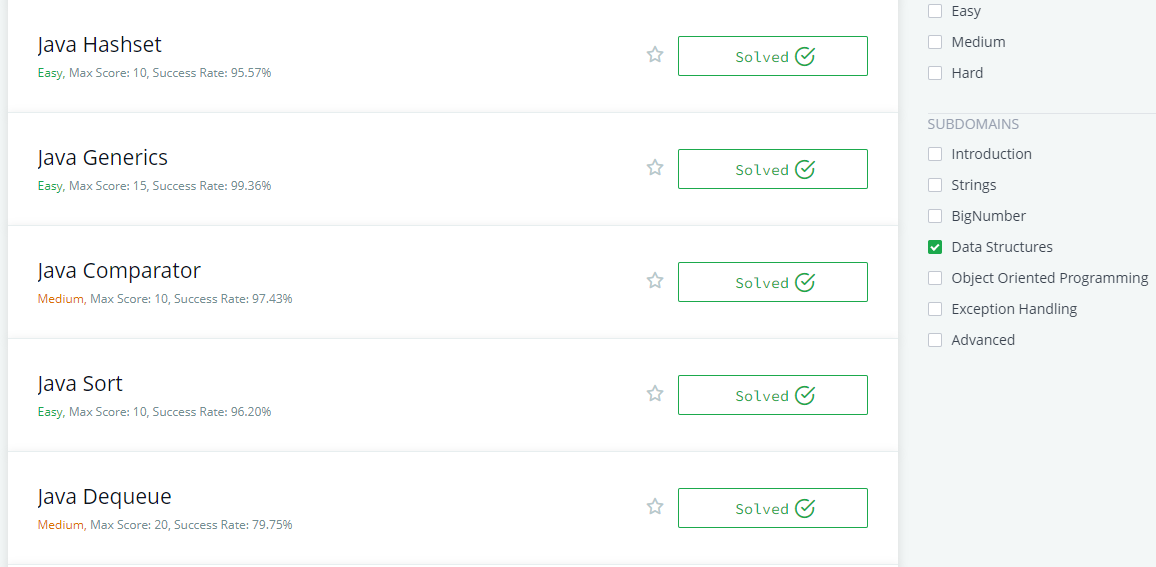 Java Hashset
Easy, Max Score: 10, Success Rate: 95.57%
Solved
Java Generics
Easy, Max Score: 15, Success Rate: 99.36%
Solved
Java Comparator
Medium, Max Score: 10, Success Rate: 97.43%
Solved
Java Sort
Easy, Max Score: 10, Success Rate: 96.20%
Solved
Java Dequeue
Medium, Max Score: 20, Success Rate: 79.75%
Solved
Easy
Medium
Hard
SUBDOMAINS
Introduction
Strings
BigNumber
Data Structures
Object Oriented Programming
Exception Handling
Advanced